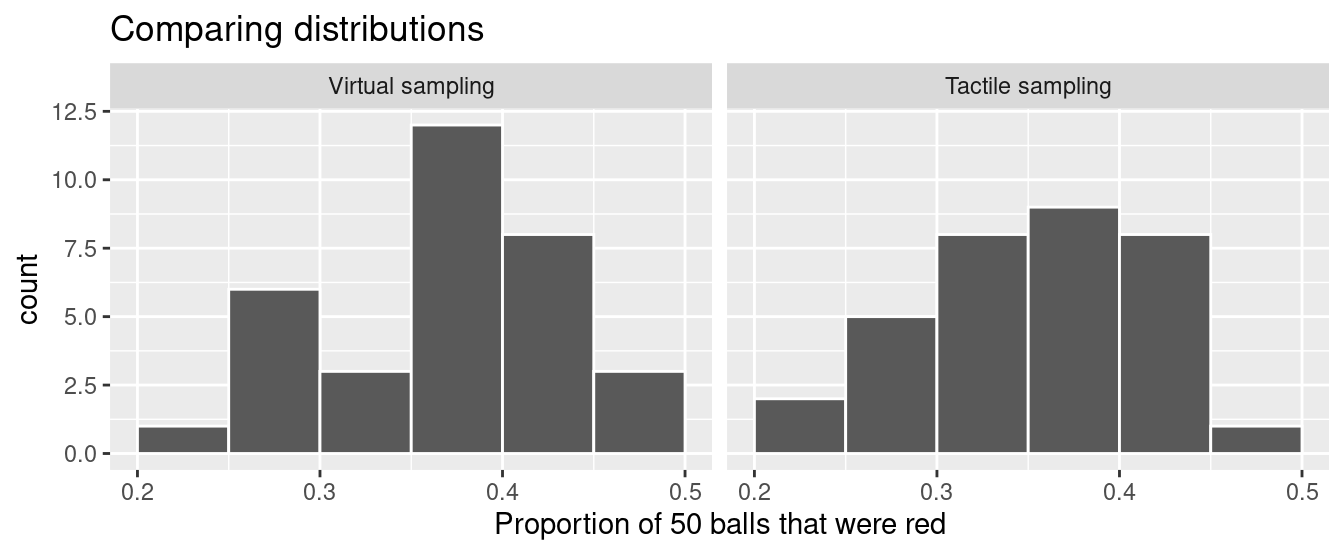 Comparing distributions
Virtual sampling Tactile sampling
12.5
10.0
7.5
5.0
2.5
0.0
count
0.2 0.3 0.4 0.5 0.2 0.3 0.4 0.5
Proportion of 50 balls that were red